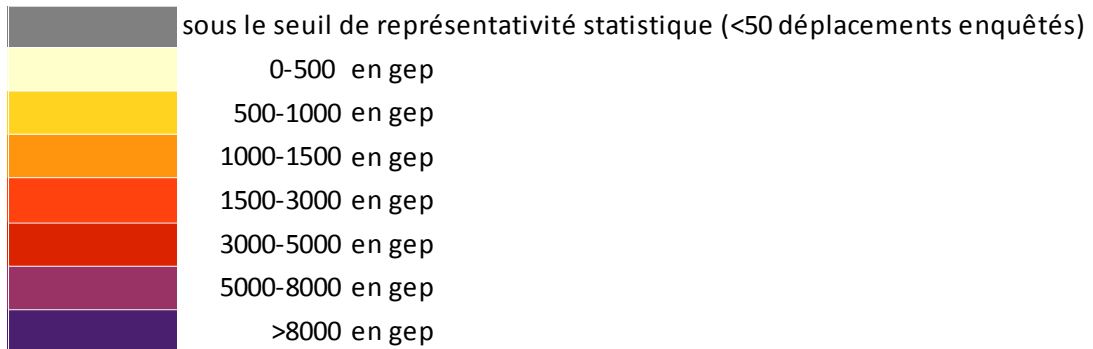 sous le seuil de représentativité statistique (<50 déplacements enquêtés)
0-500 en gep
500-1000 en gep
1000-1500 en gep
1500-3000 en gep
3000-5000 en gep
5000-8000 en gep
>8000 en gep